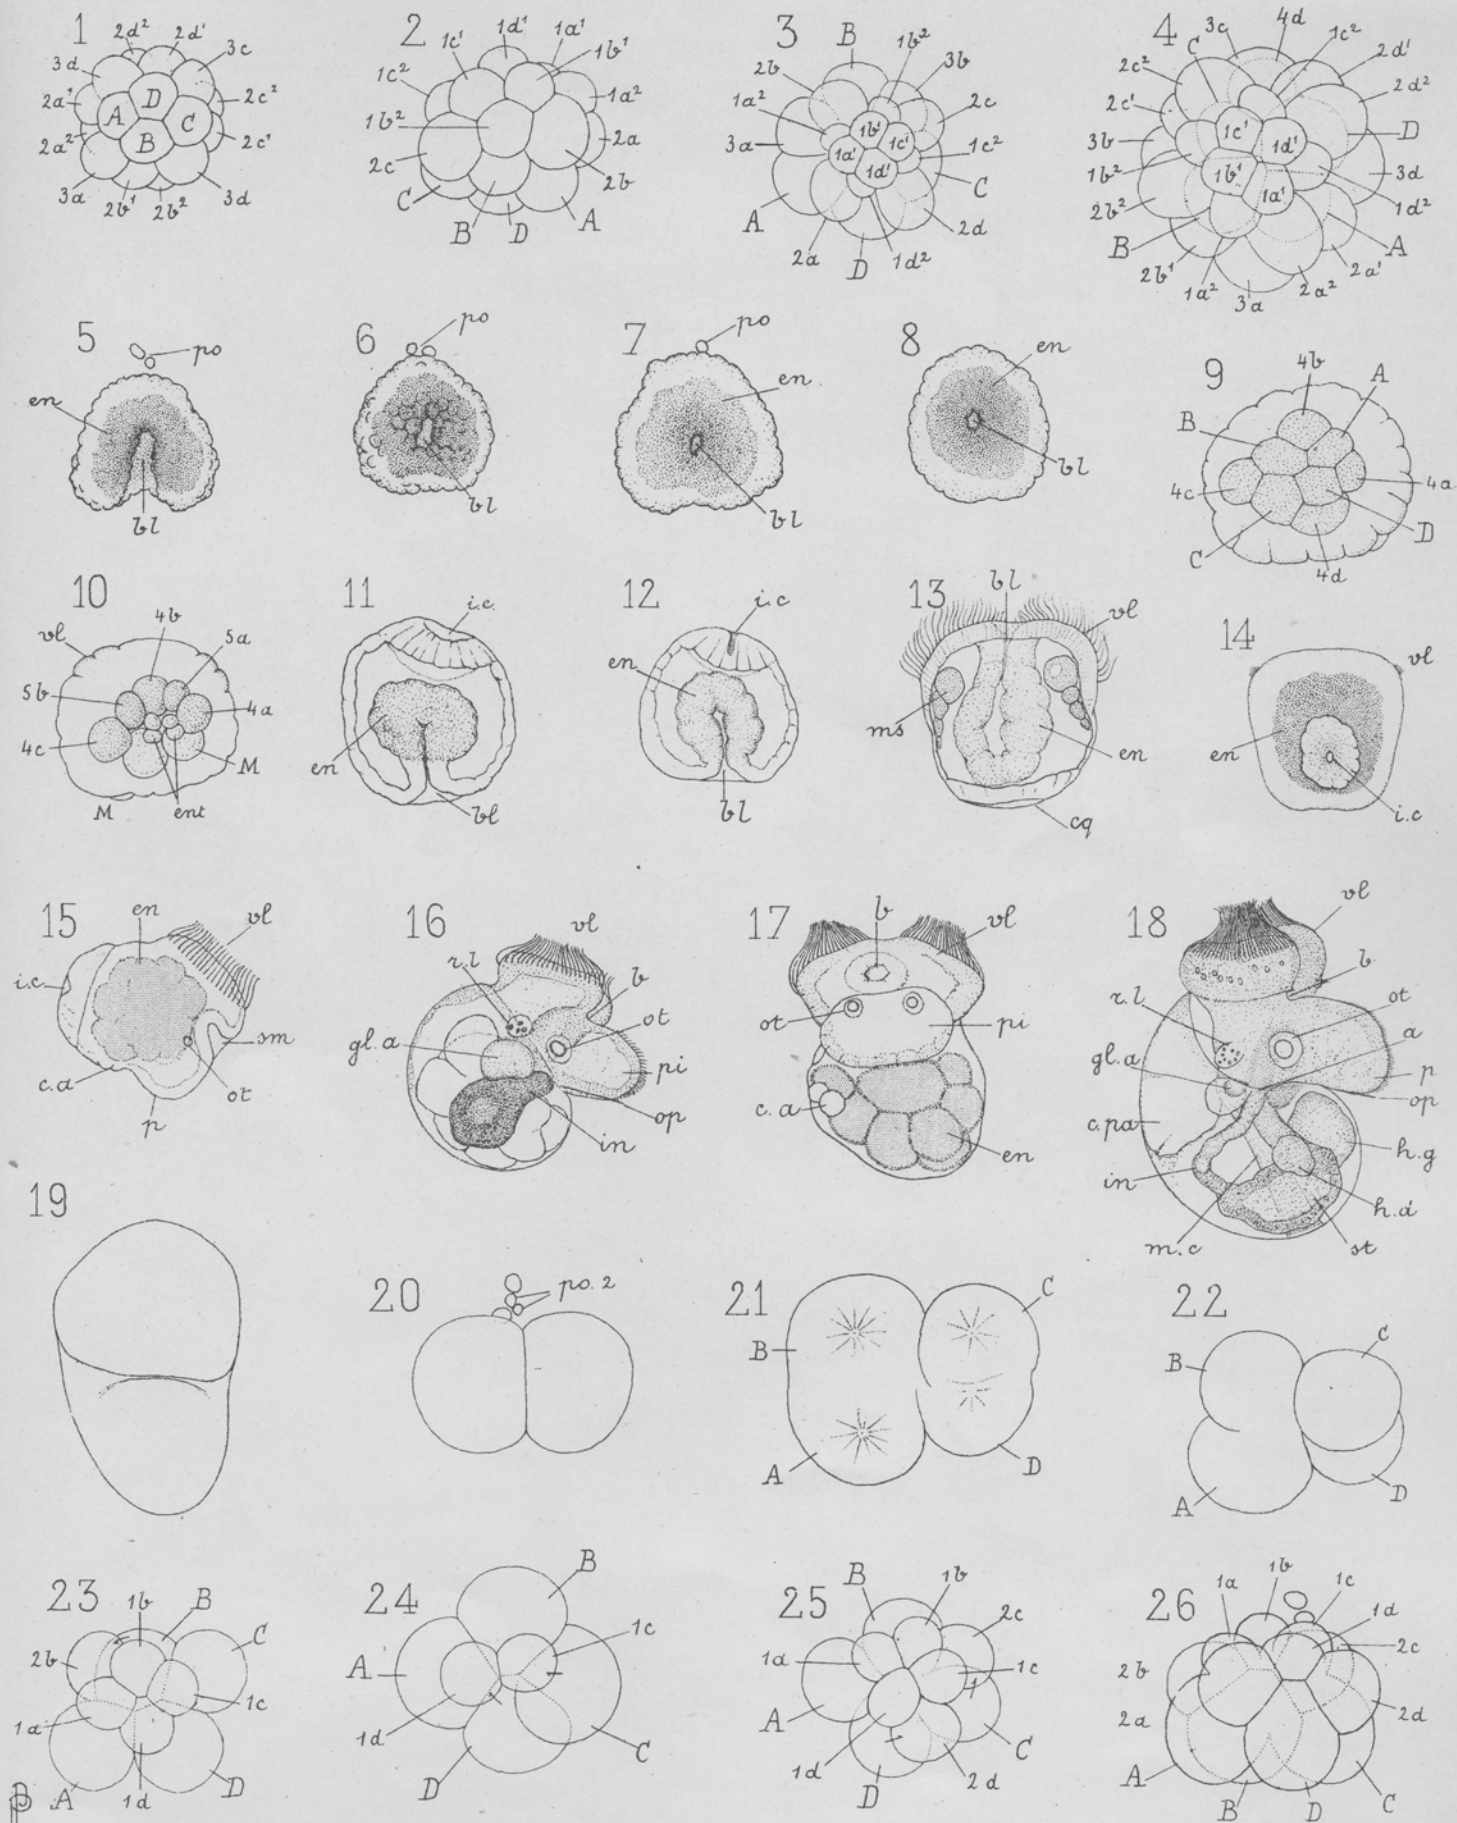 1
2d² 2d¹ 3c 2c² 2c¹ 3d 2b² 2b¹ 3a 2a² 2a¹ 3d
A D C B
2
1c¹ 1d¹ 1a¹ 1b¹ 1a² 2a 2b A D B C 2c 1b² 1c²
3
B 1b² 3b 2c 1c² C 2d 1d² D 2a A 3a 1a² 2b
1b¹ 1c¹ 1a¹ 1d¹
4
C 3c 4d 1c² 2d¹ 2d² D 3d 1d² A 2a¹ 2a² 3a 1a² 2b¹ B 2b² 1b² 3b 2c¹ 2c²
1c¹ 1d¹ 1b¹ 1a¹
5
po
en
bl
6
po
bl
7
po
en
bl
8
en
bl
9
4b A
B
4c 4a
C D
4d
10
4b
vl 5a
5b 4a
4c M
M ent
11
i.c.
en
bl
12
i.c
en
bl
13
bl
vl
ms
en
cq
14
vl
en
i.c
15
en vl
i.c
sm
c.a
ot
p
16
vl
r.l b
ot
gl.a
pi
op
in
17
b vl
ot pi
c.a
en
18
vl
b
r.l ot
a
gl.a
p
op
c.pa
h.g
in
h.d
m.c st
19
20
po.2
21
C
B
A D
22
C
B
A D
23
1b B
C
2b
1c
1a
A 1d D
24
B
1c
A
1d
C
D
25
B 1b
2c
1a 1c
A
C
1d D 2d
26
1a 1b 1c
1d
2c
2b
2a 2d
A
B D C